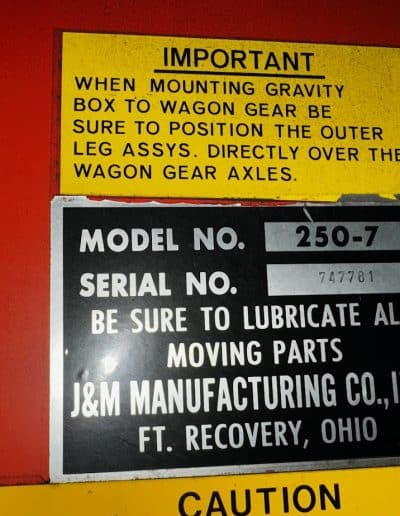 IMPORTANT
WHEN MOUNTING GRAVITY
BOX TO WAGON GEAR BE
SURE TO POSITION THE OUTER
LEG ASSYS. DIRECTLY OVER THE
WAGON GEAR AXLES.
MODEL NO. 250-7
SERIAL NO. 747781
BE SURE TO LUBRICATE AL
MOVING PARTS
J&M MANUFACTURING CO., I
FT. RECOVERY, OHIO
CAUTION